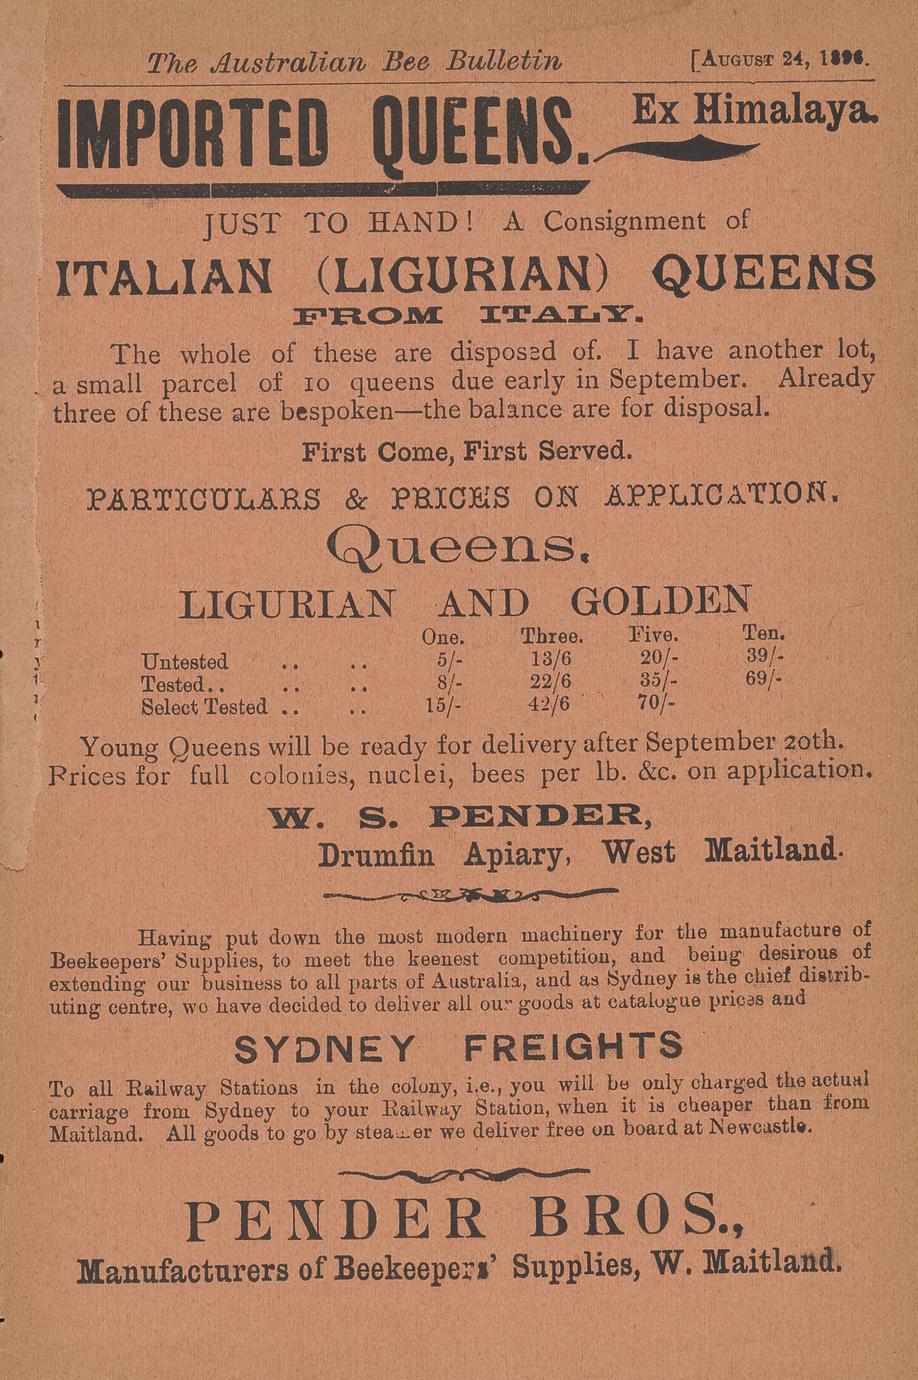 The Australian Bee Bulletin [AUGUST 24, 1896.
IMPORTED QUEENS. Ex Himalaya.
JUST TO HAND! A Consignment of
ITALIAN (LIGURIAN) QUEENS
FROM ITALY.
The whole of these are disposed of. I have another lot,
a small parcel of 10 queens due early in September. Already
three of these are bespoken—the balance are for disposal.
First Come, First Served.
PARTICULARS & PRICES ON APPLICATION.
Queens.
LIGURIAN AND GOLDEN
One. Three. Five. Ten.
Untested .. .. 5/- 13/6 20/- 39/-
Tested.. .. .. 8/- 22/6 35/- 69/-
Select Tested .. .. 15/- 42/6 70/-
Young Queens will be ready for delivery after September 20th.
Prices for full colonies, nuclei, bees per lb. &c. on application.
W. S. PENDER,
Drumfin Apiary, West Maitland.
Having put down the most modern machinery for the manufacture of
Beekeepers' Supplies, to meet the keenest competition, and being desirous of
extending our business to all parts of Australia, and as Sydney is the chief distrib-
uting centre, we have decided to deliver all our goods at catalogue prices and
SYDNEY FREIGHTS
To all Railway Stations in the colony, i.e., you will be only charged the actual
carriage from Sydney to your Railway Station, when it is cheaper than from
Maitland. All goods to go by steamer we deliver free on board at Newcastle.
PENDER BROS.,
Manufacturers of Beekeepers' Supplies, W. Maitland.